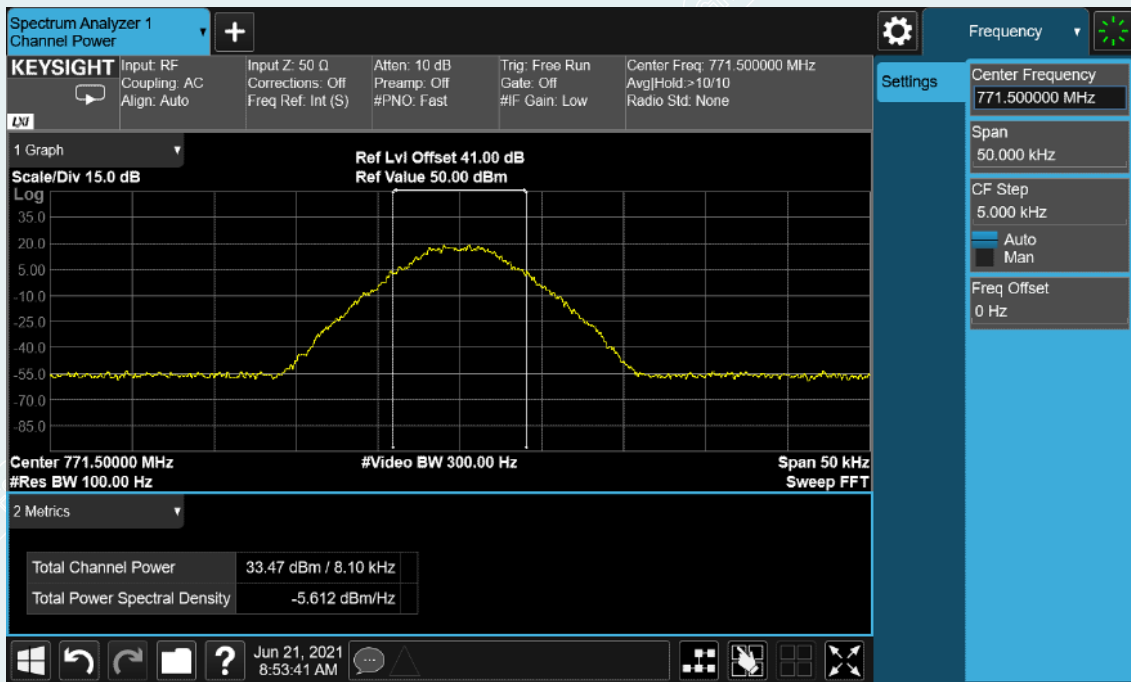 Spectrum Analyzer 1
Channel Power
+
Frequency
KEYSIGHT
Input: RF
Coupling: AC
Align: Auto
Input Z: 50 Ω
Corrections: Off
Freq Ref: Int (S)
Atten: 10 dB
Preamp: Off
#PNO: Fast
Trig: Free Run
Gate: Off
#IF Gain: Low
Center Freq: 771.500000 MHz
Avg|Hold:>10/10
Radio Std: None
LXI
Settings
Center Frequency
771.500000 MHz
Span
50.000 kHz
CF Step
5.000 kHz
Auto
Man
Freq Offset
0 Hz
1 Graph
Scale/Div 15.0 dB
Ref Lvl Offset 41.00 dB
Ref Value 50.00 dBm
Log
35.0
20.0
5.00
-10.0
-25.0
-40.0
-55.0
-70.0
-85.0
Center 771.50000 MHz
#Res BW 100.00 Hz
#Video BW 300.00 Hz
Span 50 kHz
Sweep FFT
2 Metrics
Total Channel Power 33.47 dBm / 8.10 kHz
Total Power Spectral Density -5.612 dBm/Hz
?
Jun 21, 2021
8:53:41 AM